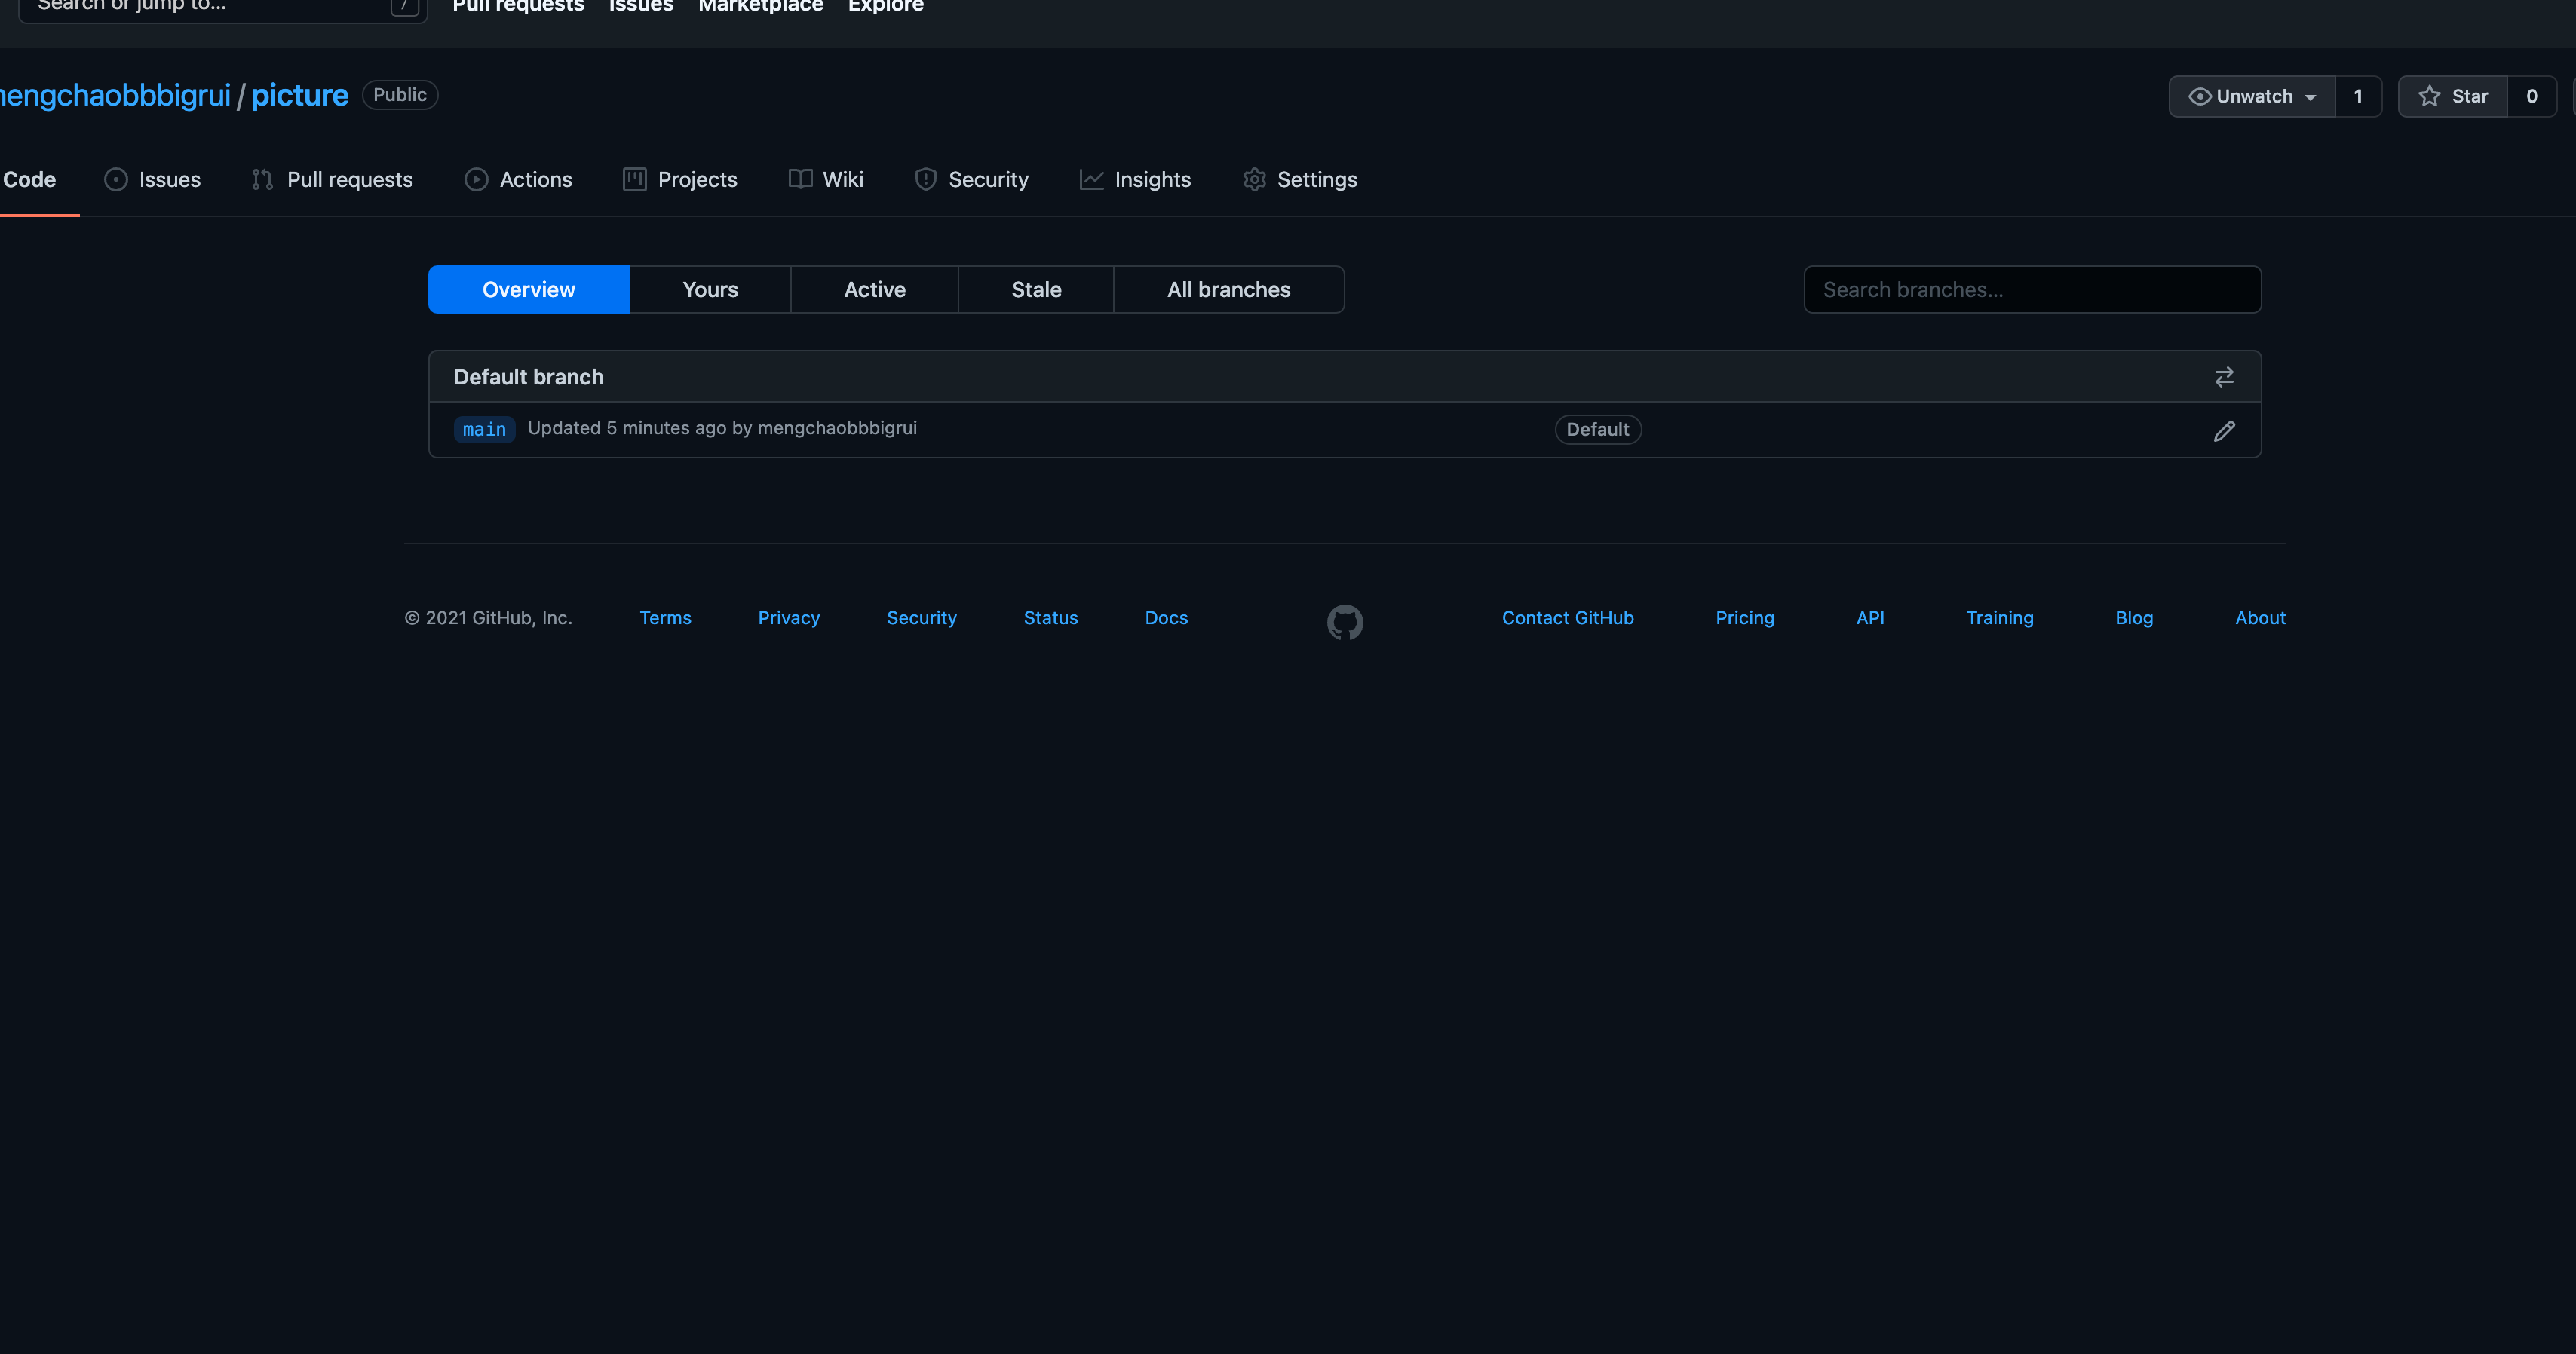 Search or jump to... /
Pull requests Issues Marketplace Explore
mengchaobbbigrui / picture Public
Unwatch 1 Star 0
Code Issues Pull requests Actions Projects Wiki Security Insights Settings
Overview Yours Active Stale All branches
Search branches...
Default branch
main Updated 5 minutes ago by mengchaobbbigrui Default
© 2021 GitHub, Inc. Terms Privacy Security Status Docs Contact GitHub Pricing API Training Blog About